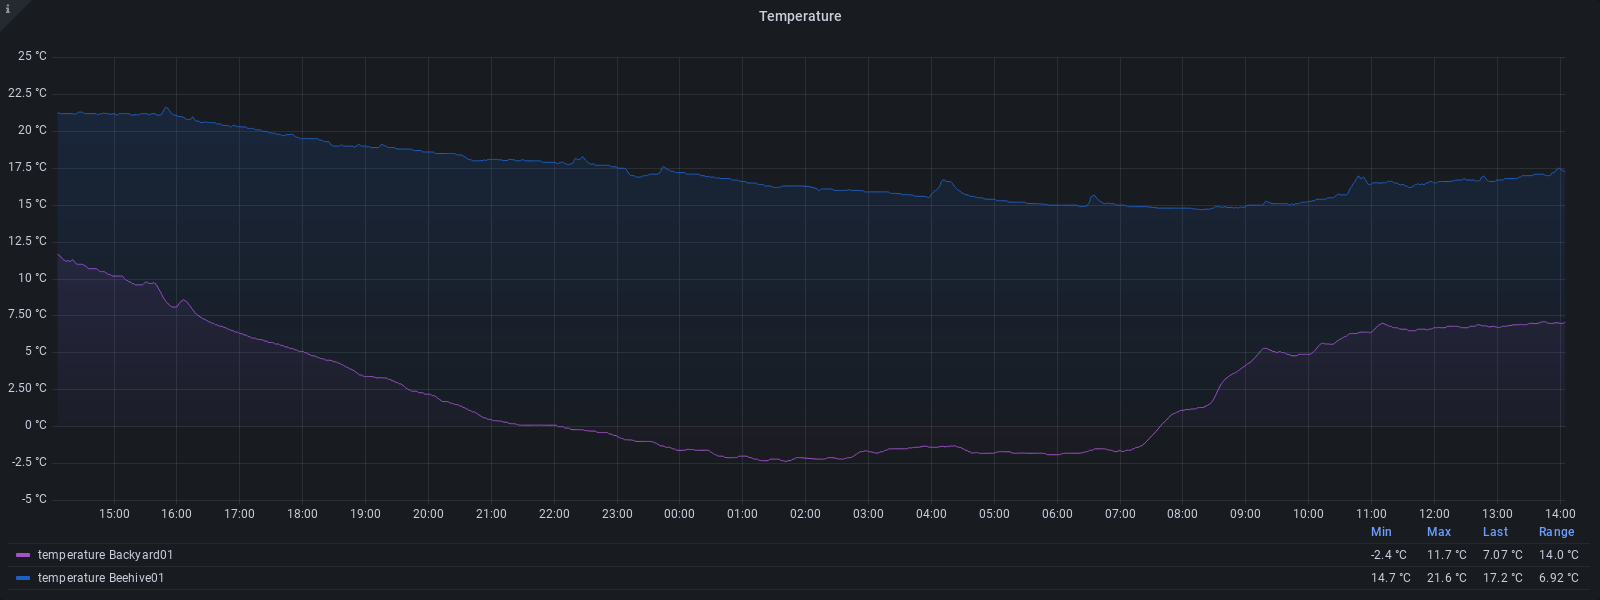 i
Temperature
25 °C
22.5 °C
20 °C
17.5 °C
15 °C
12.5 °C
10 °C
7.50 °C
5 °C
2.50 °C
0 °C
-2.5 °C
-5 °C
15:00 16:00 17:00 18:00 19:00 20:00 21:00 22:00 23:00 00:00 01:00 02:00 03:00 04:00 05:00 06:00 07:00 08:00 09:00 10:00 11:00 12:00 13:00 14:00
Min Max Last Range
temperature Backyard01 -2.4 °C 11.7 °C 7.07 °C 14.0 °C
temperature Beehive01 14.7 °C 21.6 °C 17.2 °C 6.92 °C